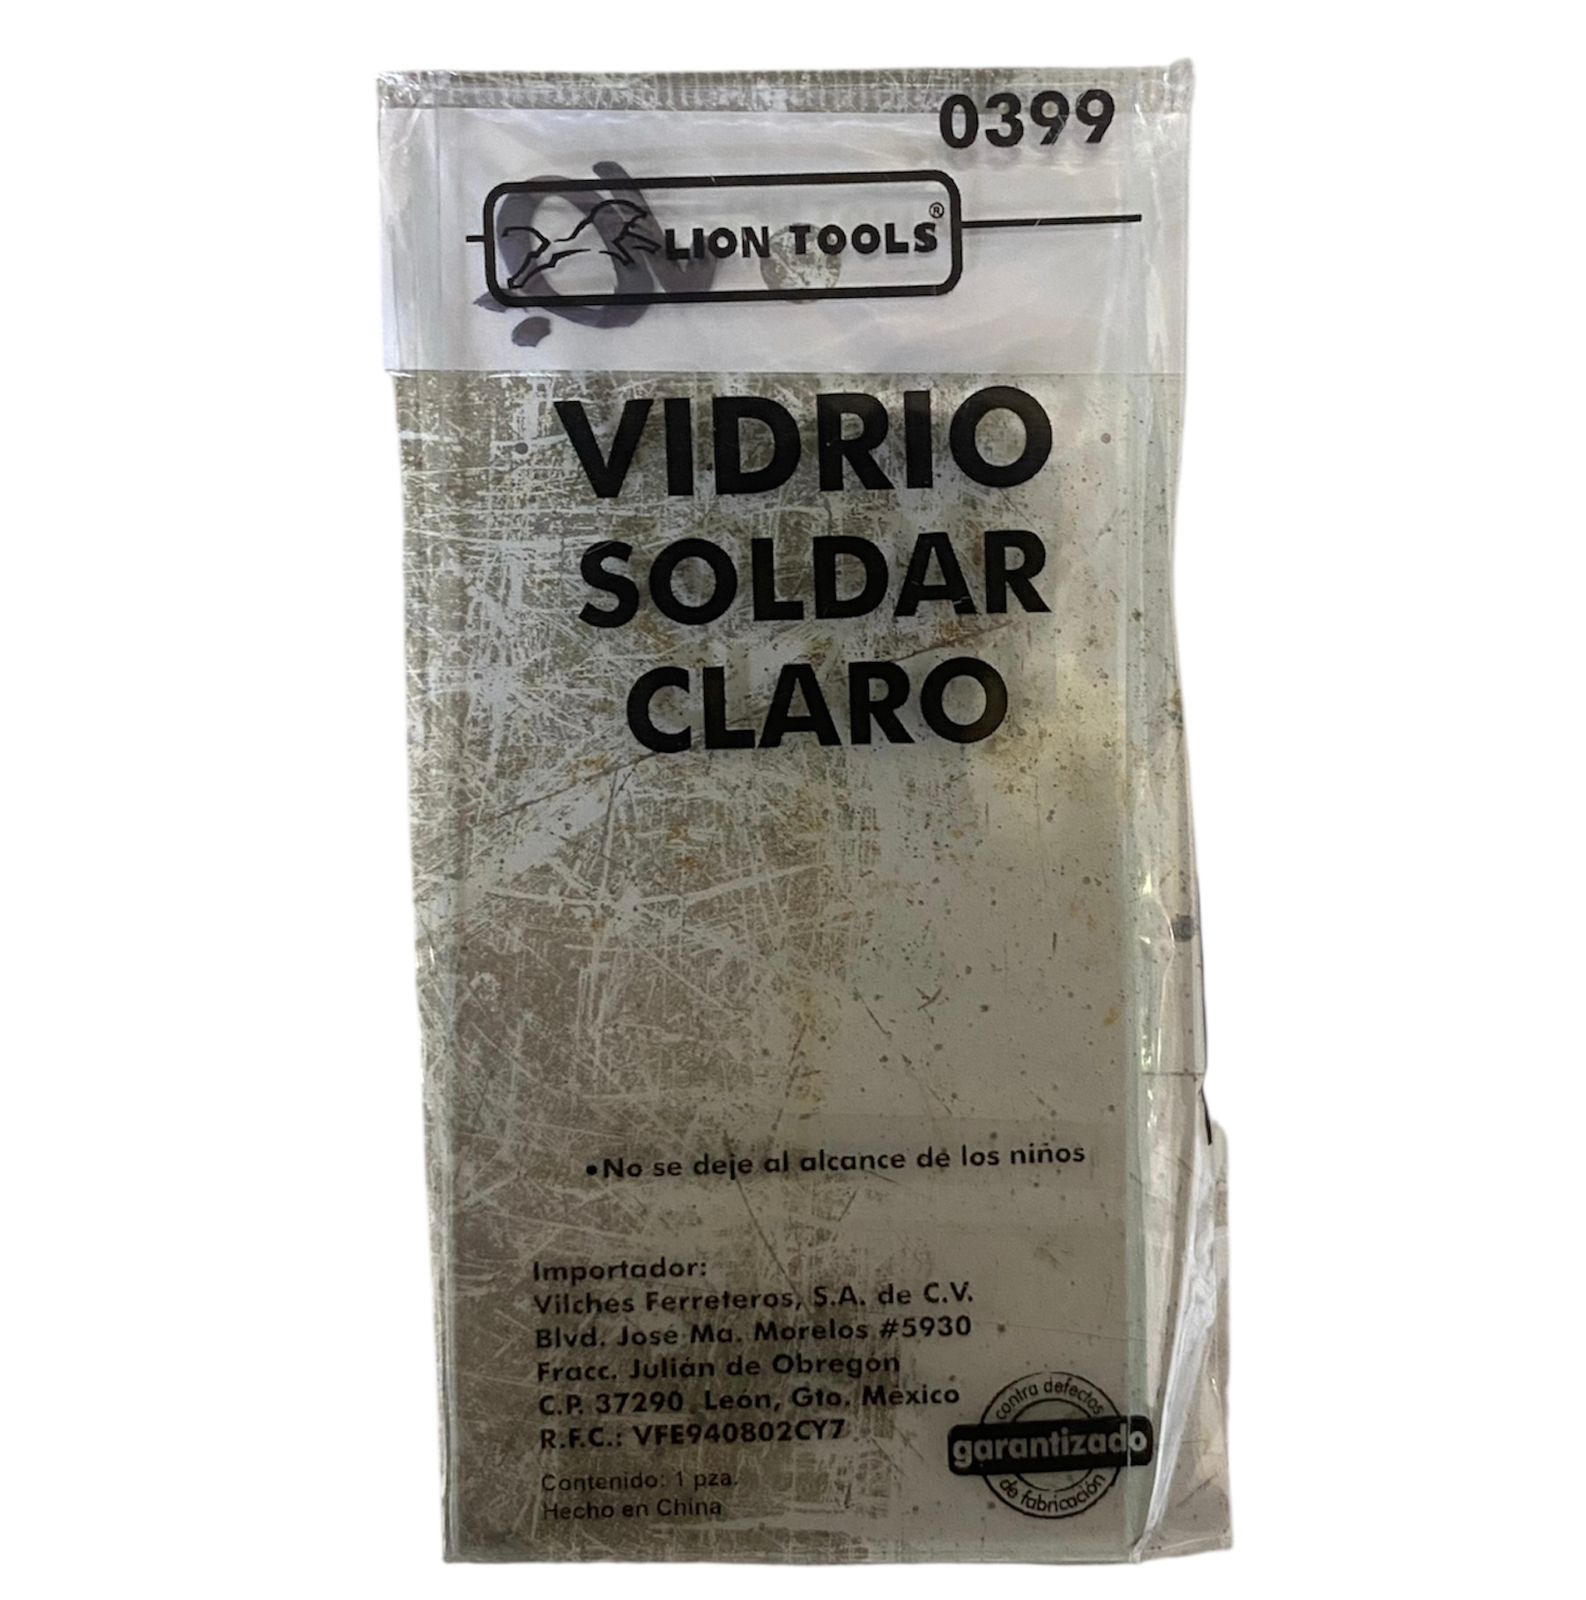 0399
LION TOOLS®
VIDRIO
SOLDAR
CLARO
•No se deje al alcance de los niños
Importador:
Vilches Ferreteros, S.A. de C.V.
Blvd. José Ma. Morelos #5930
Fracc. Julián de Obregón
C.P. 37290 León, Gto. México
R.F.C.: VFE940802CY7
Contenido: 1 pza.
Hecho en China
contra defectos
garantizado
de fabricación